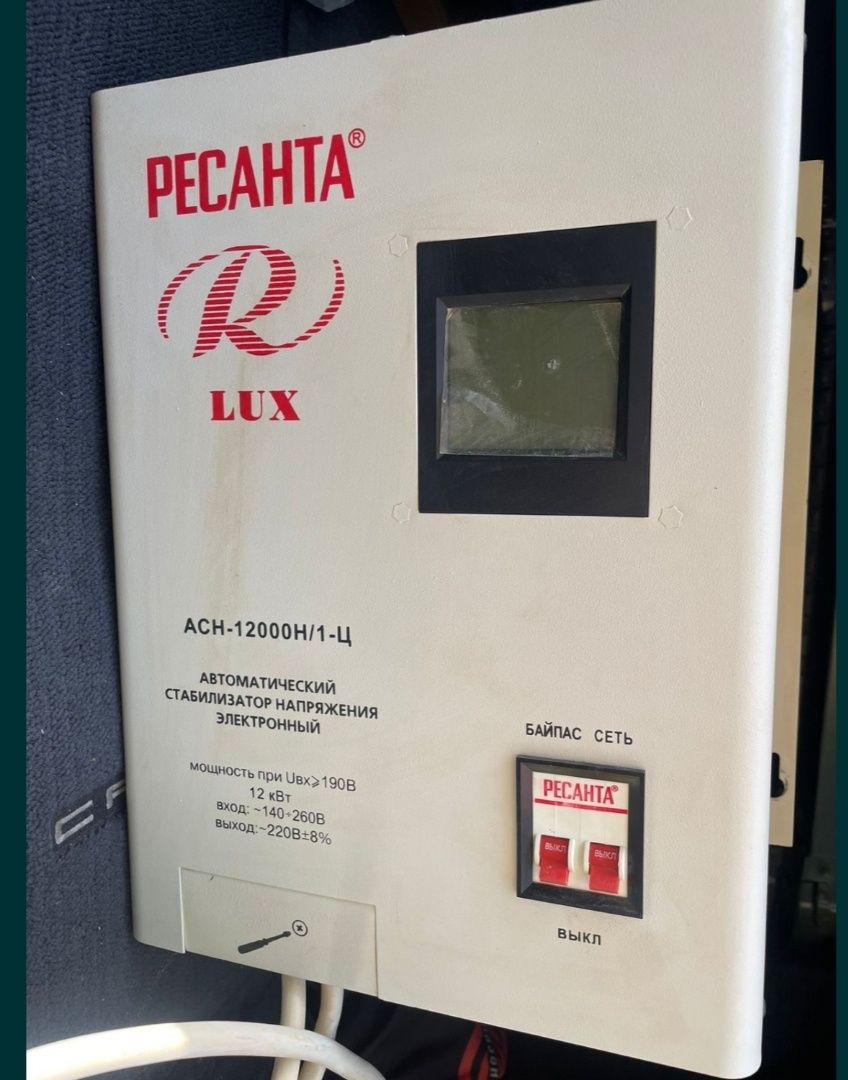 РЕСАНТА®
R
LUX
АСН-12000Н/1-Ц
АВТОМАТИЧЕСКИЙ
СТАБИЛИЗАТОР НАПРЯЖЕНИЯ
ЭЛЕКТРОННЫЙ
мощность при Uвх⩾190В
12 кВт
вход: ~140÷260В
выход:~220В±8%
БАЙПАС СЕТЬ
РЕСАНТА®
ВЫКЛ ВЫКЛ
ВЫКЛ